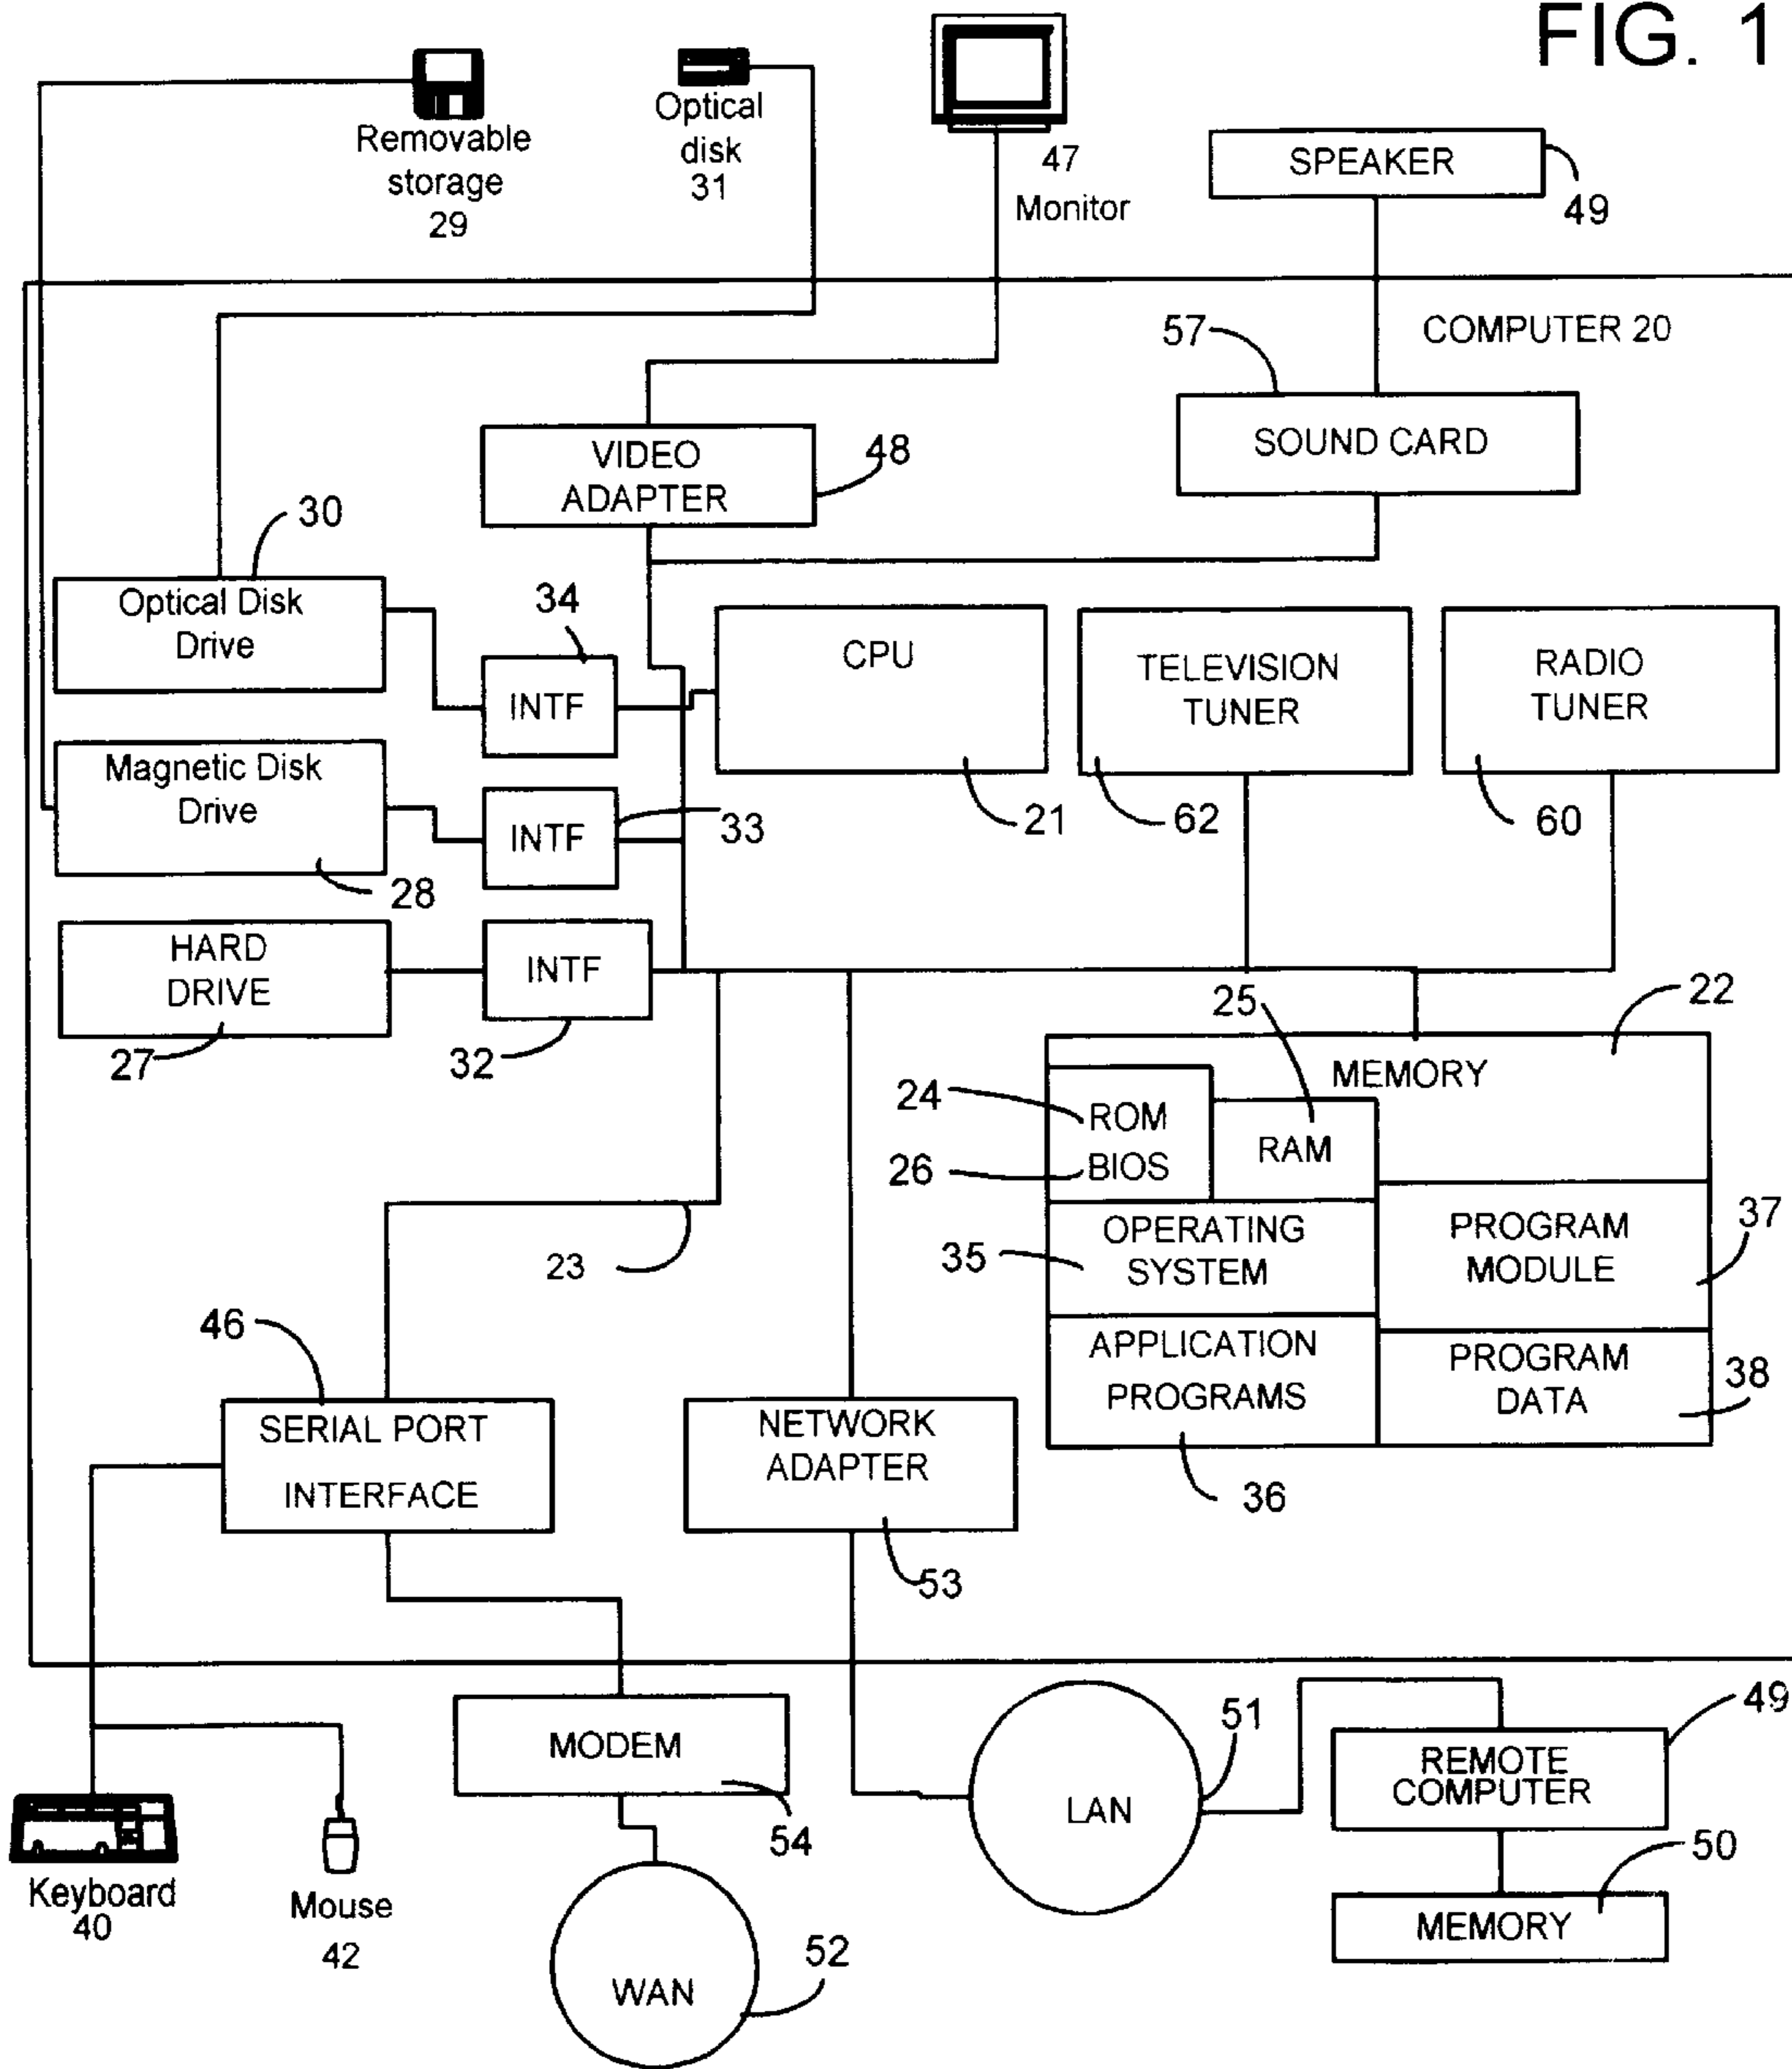 FIG. 1
Removable
storage
29
Optical
disk
31
47
Monitor
SPEAKER
49
COMPUTER 20
57
SOUND CARD
VIDEO
ADAPTER
48
30
Optical Disk
Drive
34
INTF
CPU
21
TELEVISION
TUNER
62
RADIO
TUNER
60
Magnetic Disk
Drive
28
INTF
33
HARD
DRIVE
27
INTF
32
25
22
MEMORY
24
ROM
26
BIOS
RAM
23
35
OPERATING
SYSTEM
PROGRAM
MODULE
37
APPLICATION
PROGRAMS
36
PROGRAM
DATA
38
46
SERIAL PORT
INTERFACE
NETWORK
ADAPTER
53
MODEM
54
LAN
51
49
REMOTE
COMPUTER
50
MEMORY
Keyboard
40
Mouse
42
WAN
52